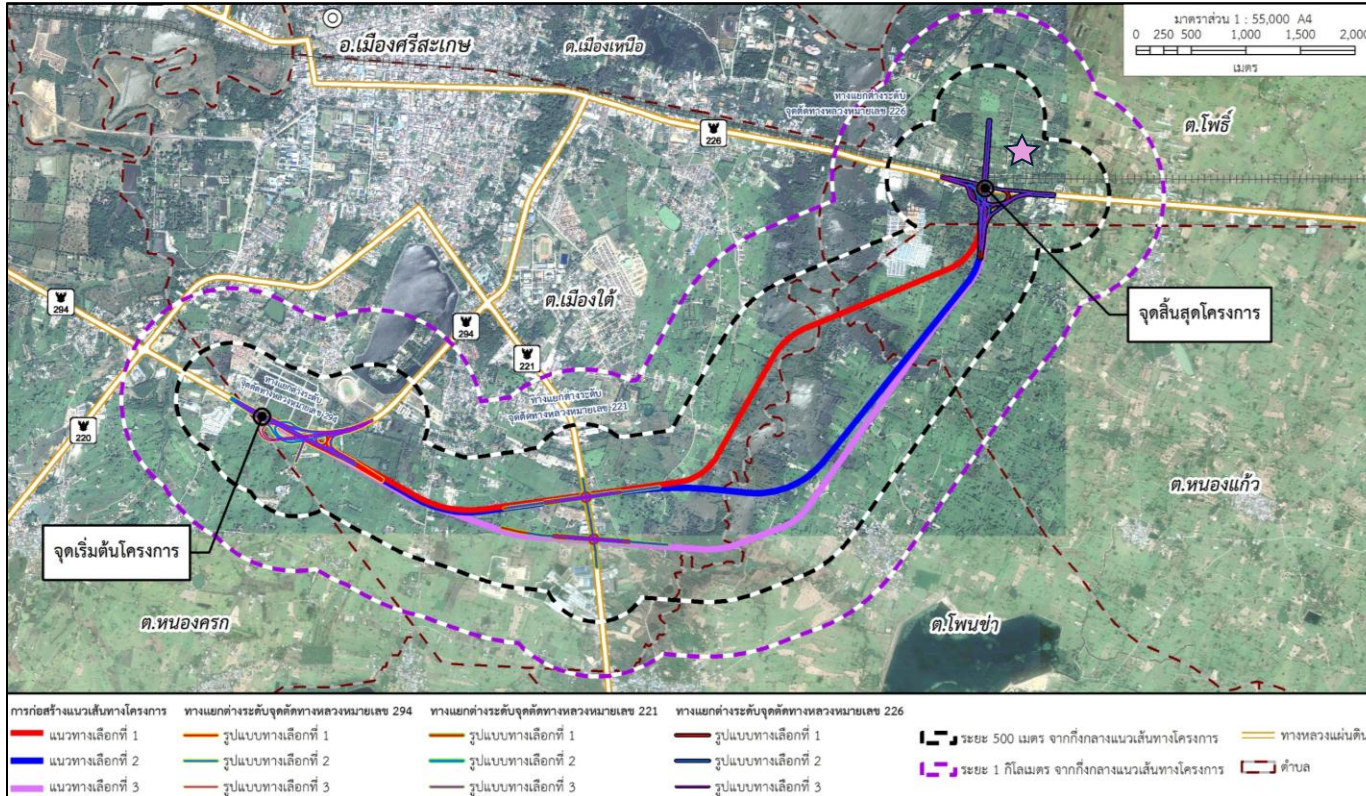 มาตราส่วน 1 : 55,000 A4
0 250 500 1,000 1,500 2,000
เมตร
อ.เมืองศรีสะเกษ
ต.เมืองเหนือ
ทางแยกต่างระดับ
จุดตัดทางหลวงหมายเลข 226
226
ต.โพธิ์
จุดสิ้นสุดโครงการ
294
ต.เมืองใต้
294
221
ทางแยกต่างระดับ
จุดตัดทางหลวงหมายเลข 221
ทางแยกต่างระดับ
220
ต.หนองแก้ว
จุดเริ่มต้นโครงการ
ต.หนองครก
ต.โพนข่า
การก่อสร้างแนวเส้นทางโครงการ
แนวทางเลือกที่ 1
แนวทางเลือกที่ 2
แนวทางเลือกที่ 3
ทางแยกต่างระดับจุดตัดทางหลวงหมายเลข 294
รูปแบบทางเลือกที่ 1
รูปแบบทางเลือกที่ 2
รูปแบบทางเลือกที่ 3
ทางแยกต่างระดับจุดตัดทางหลวงหมายเลข 221
รูปแบบทางเลือกที่ 1
รูปแบบทางเลือกที่ 2
รูปแบบทางเลือกที่ 3
ทางแยกต่างระดับจุดตัดทางหลวงหมายเลข 226
รูปแบบทางเลือกที่ 1
รูปแบบทางเลือกที่ 2
รูปแบบทางเลือกที่ 3
ระยะ 500 เมตร จากกึ่งกลางแนวเส้นทางโครงการ
ระยะ 1 กิโลเมตร จากกึ่งกลางแนวเส้นทางโครงการ
ทางหลวงแผ่นดิน
ตำบล